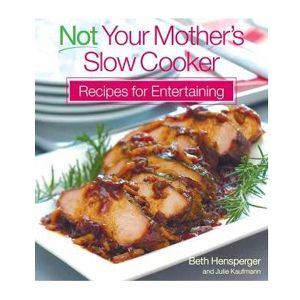 Not Your Mother's
Slow Cooker
Recipes for Entertaining
Beth Hensperger
and Julie Kaufmann